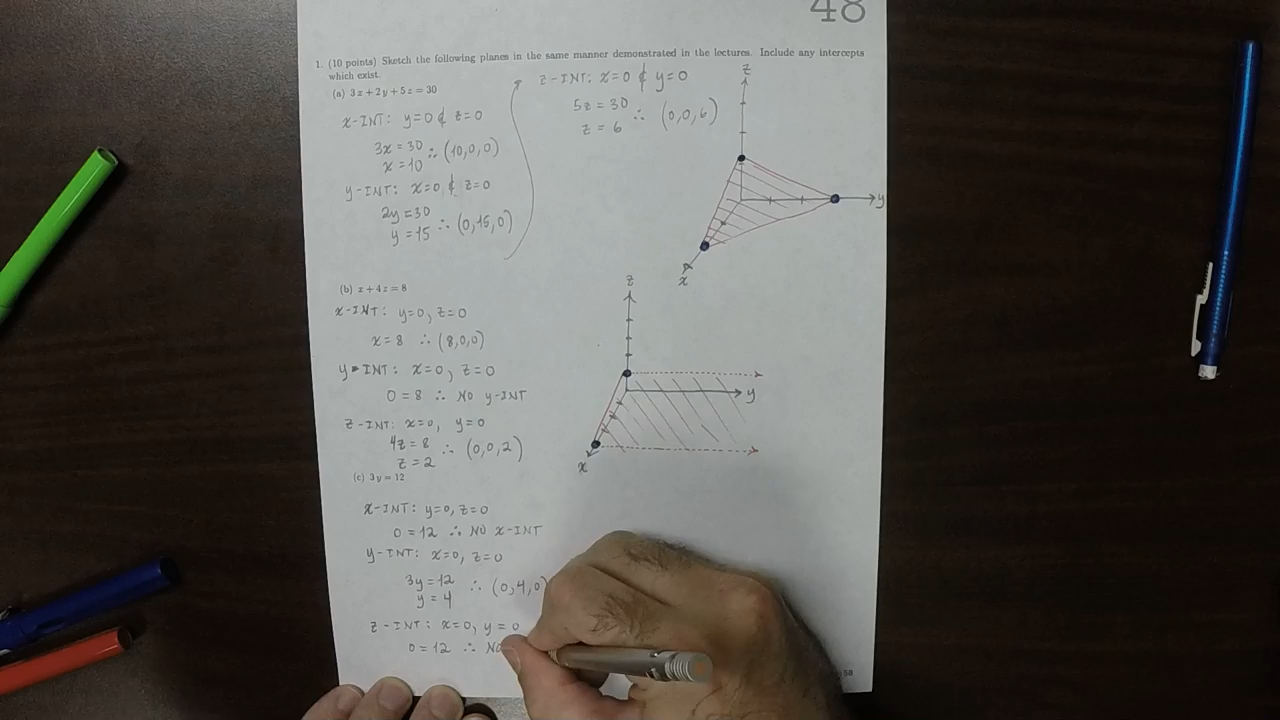 48
1. (10 points) Sketch the following planes in the same manner demonstrated in the lectures. Include any intercepts
which exist.
(a) 3x + 2y + 5z = 30
x-INT: y=0 & z=0
3x = 30
x = 10 ∴ (10,0,0)
y-INT: x=0 & z=0
2y = 30
y = 15 ∴ (0,15,0)
z-INT: x=0 & y=0
5z = 30
z = 6 ∴ (0,0,6)
z
y
x
(b) x + 4z = 8
x-INT: y=0, z=0
x = 8 ∴ (8,0,0)
y-INT: x=0, z=0
0 = 8 ∴ NO y-INT
z-INT: x=0, y=0
4z = 8
z = 2 ∴ (0,0,2)
z
y
x
(c) 3y = 12
x-INT: y=0, z=0
0 = 12 ∴ NO x-INT
y-INT: x=0, z=0
3y = 12
y = 4 ∴ (0,4,0)
z-INT: x=0, y=0
0 = 12 ∴ NO
58